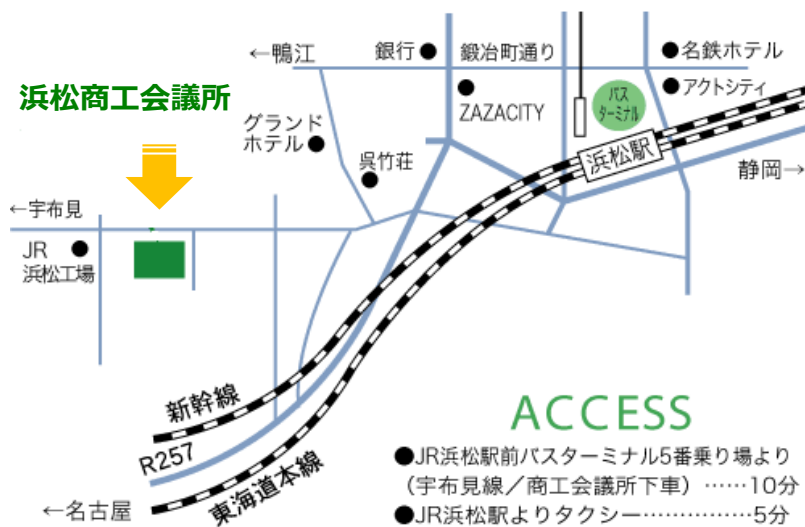 ←鴨江
銀行
鍛冶町通り
名鉄ホテル
アクトシティ
浜松商工会議所
バス
ターミナル
ZAZACITY
グランド
ホテル
呉竹荘
浜松駅
静岡→
←宇布見
JR
浜松工場
新幹線
R257
東海道本線
←名古屋
ACCESS
●JR浜松駅前バスターミナル5番乗り場より
（宇布見線／商工会議所下車）……10分
●JR浜松駅よりタクシー……………5分